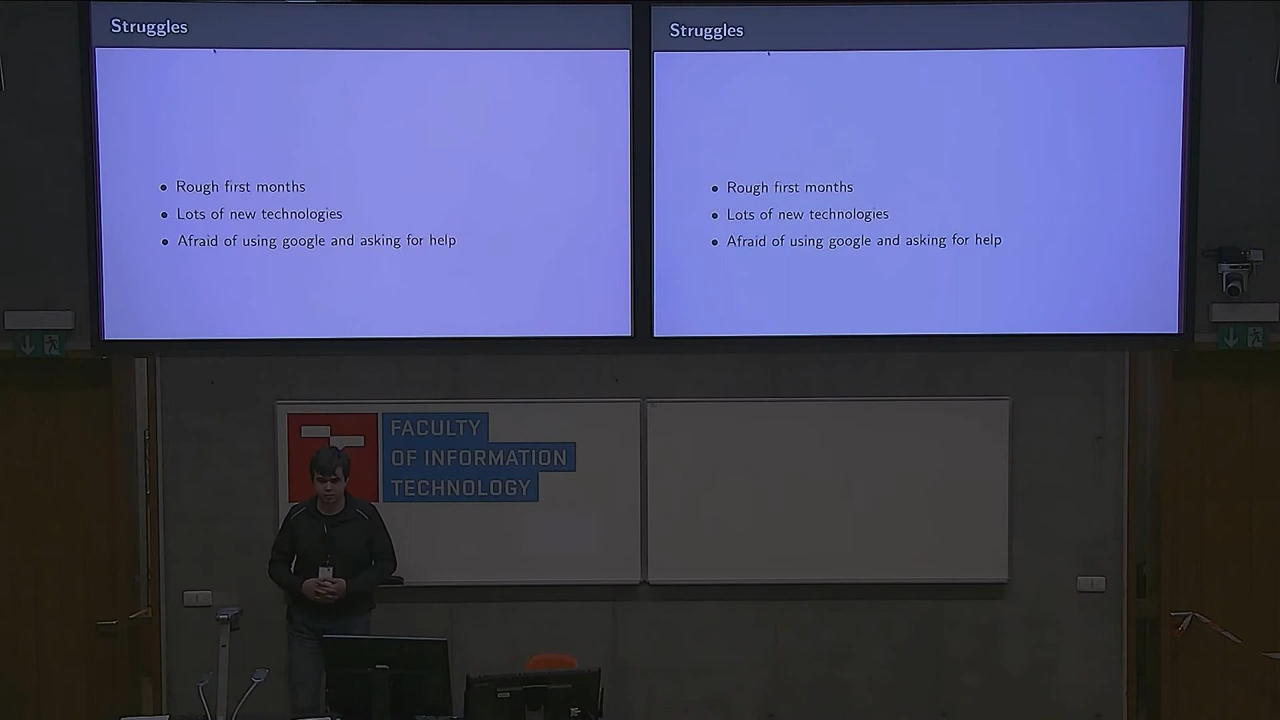 Struggles
• Rough first months
• Lots of new technologies
• Afraid of using google and asking for help
Struggles
• Rough first months
• Lots of new technologies
• Afraid of using google and asking for help
FACULTY
OF INFORMATION
TECHNOLOGY